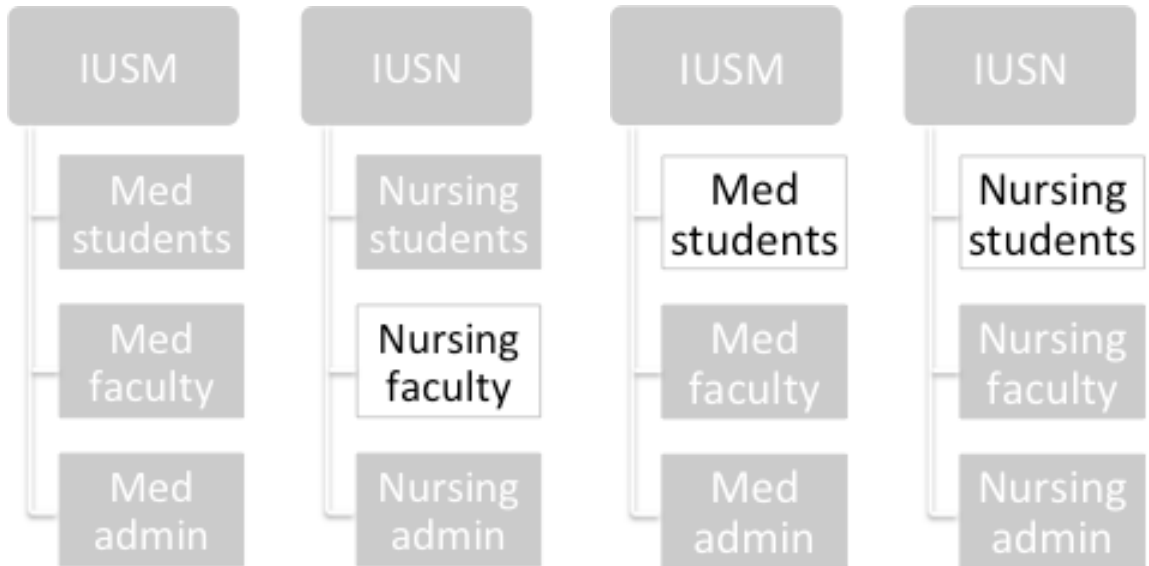 IUSM
Med
students
Med
faculty
Med
admin
IUSN
Nursing
students
Nursing
faculty
Nursing
admin
IUSM
Med
students
Med
faculty
Med
admin
IUSN
Nursing
students
Nursing
faculty
Nursing
admin